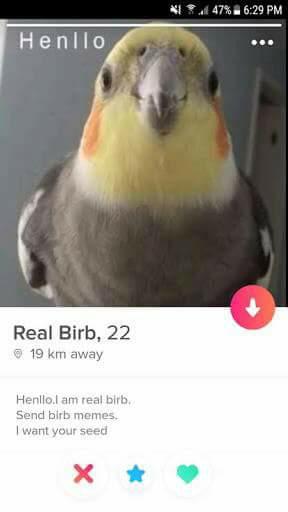 47% 6:29 PM
Henllo
Real Birb, 22
19 km away
Henllo.I am real birb.
Send birb memes.
I want your seed